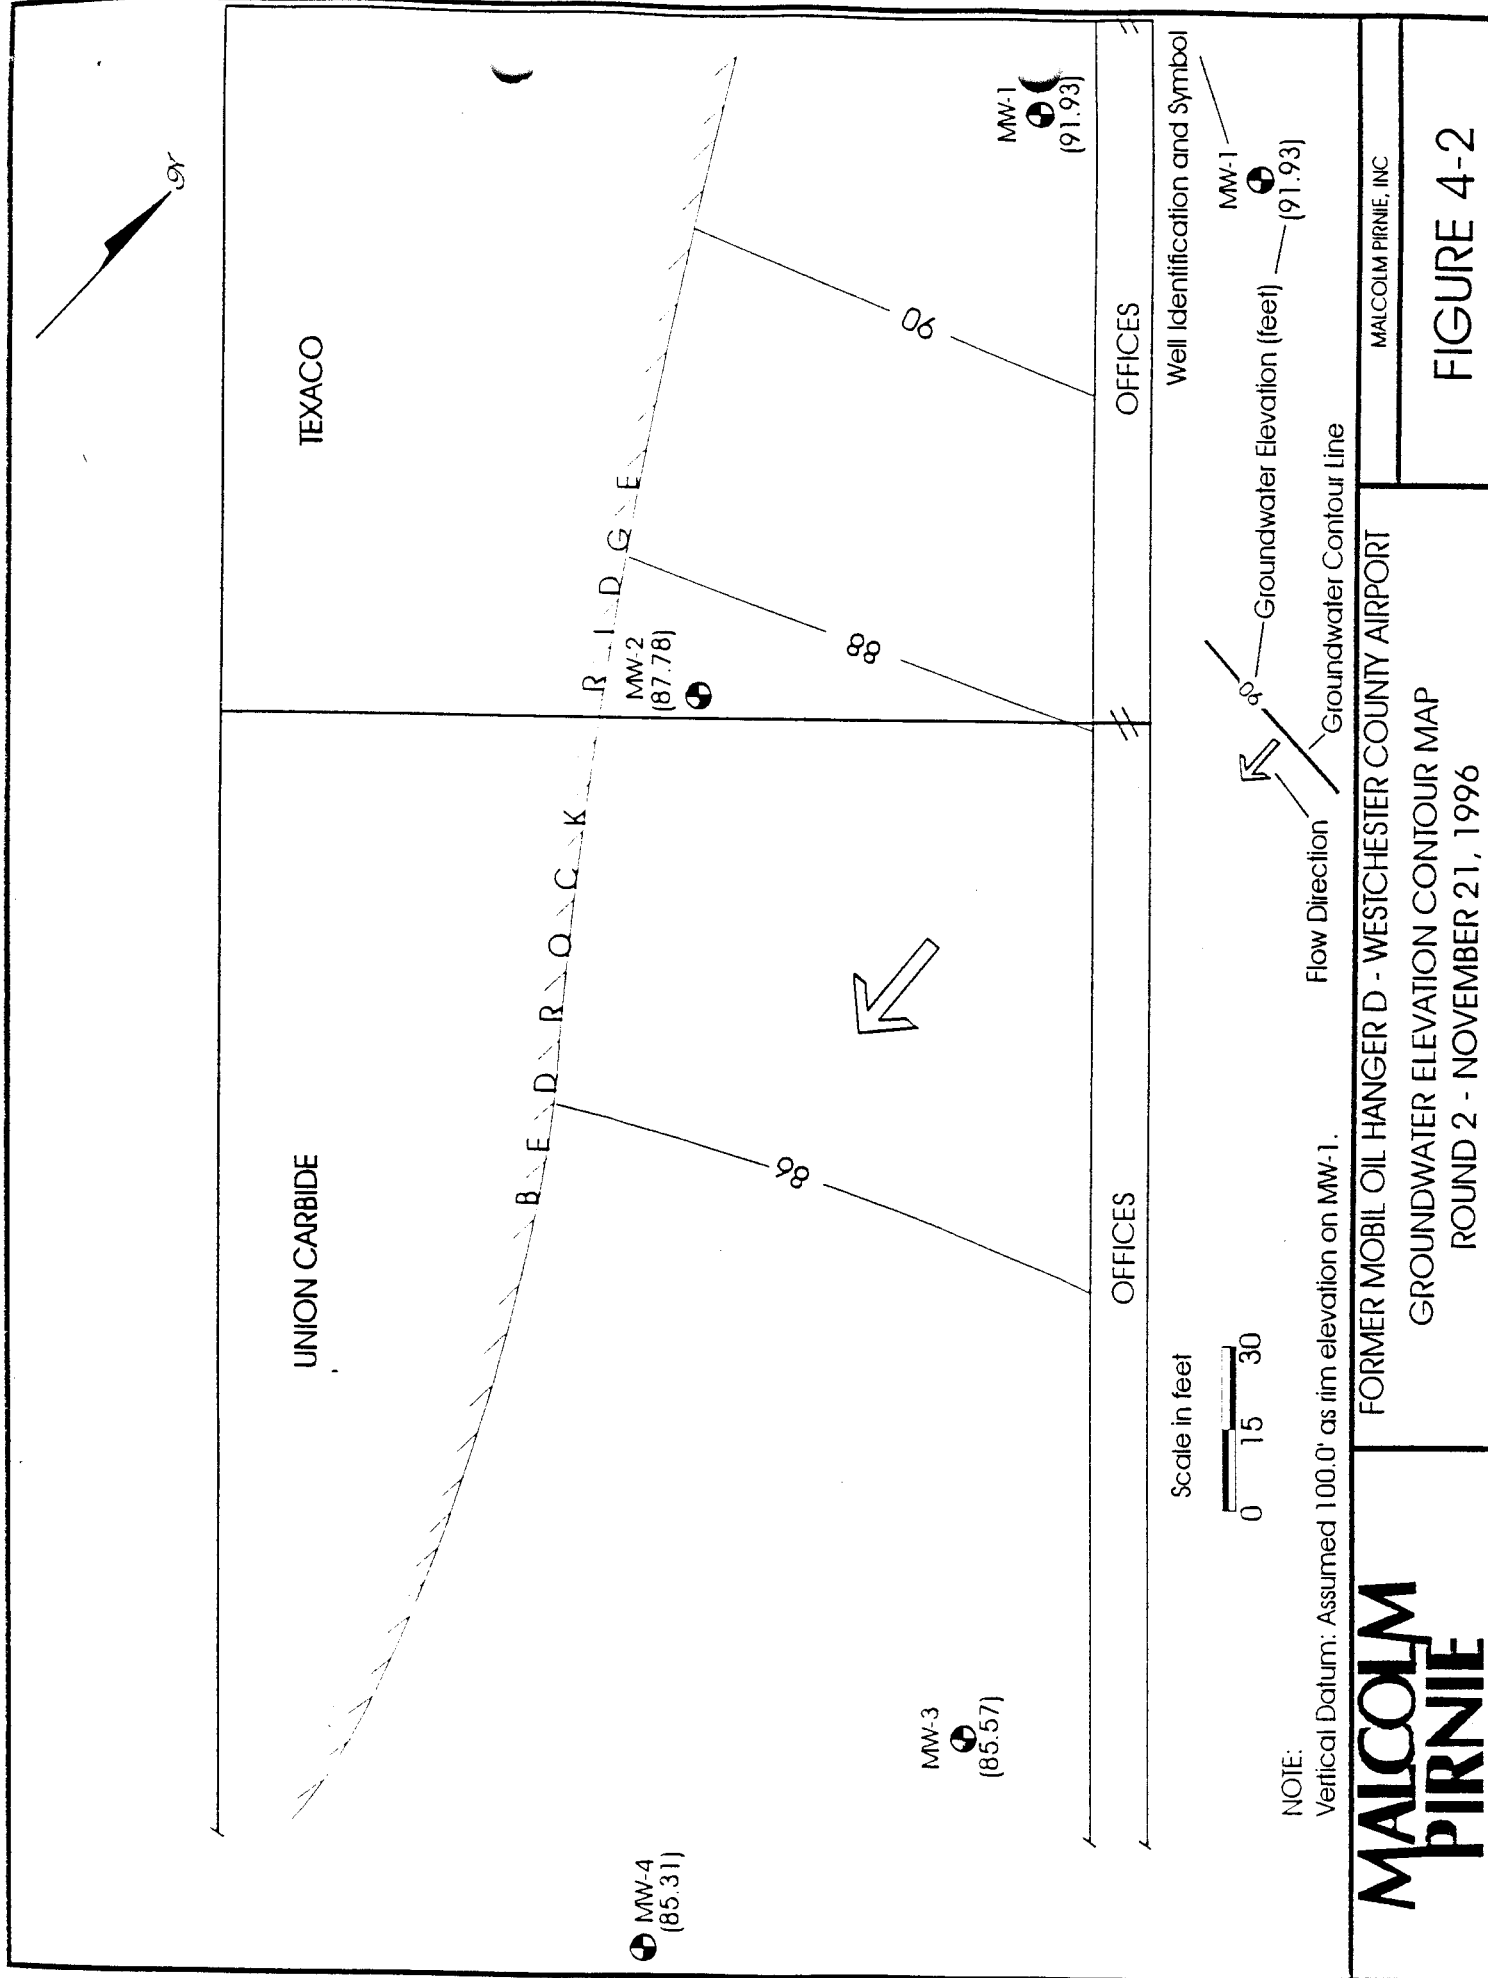 N
UNION CARBIDE
TEXACO
BEDROCK RIDGE
MW-4
(85.31)
MW-3
(85.57)
MW-2
(87.78)
MW-1
(91.93)
86
88
90
OFFICES
OFFICES
Scale in feet
0 15 30
Well Identification and Symbol
MW-1
(91.93)
Groundwater Elevation (feet)
90
Groundwater Contour Line
Flow Direction
NOTE:
Vertical Datum: Assumed 100.0' as rim elevation on MW-1.
MALCOLM
PIRNIE
FORMER MOBIL OIL HANGER D - WESTCHESTER COUNTY AIRPORT
GROUNDWATER ELEVATION CONTOUR MAP
ROUND 2 - NOVEMBER 21, 1996
MALCOLM PIRNIE, INC
FIGURE 4-2